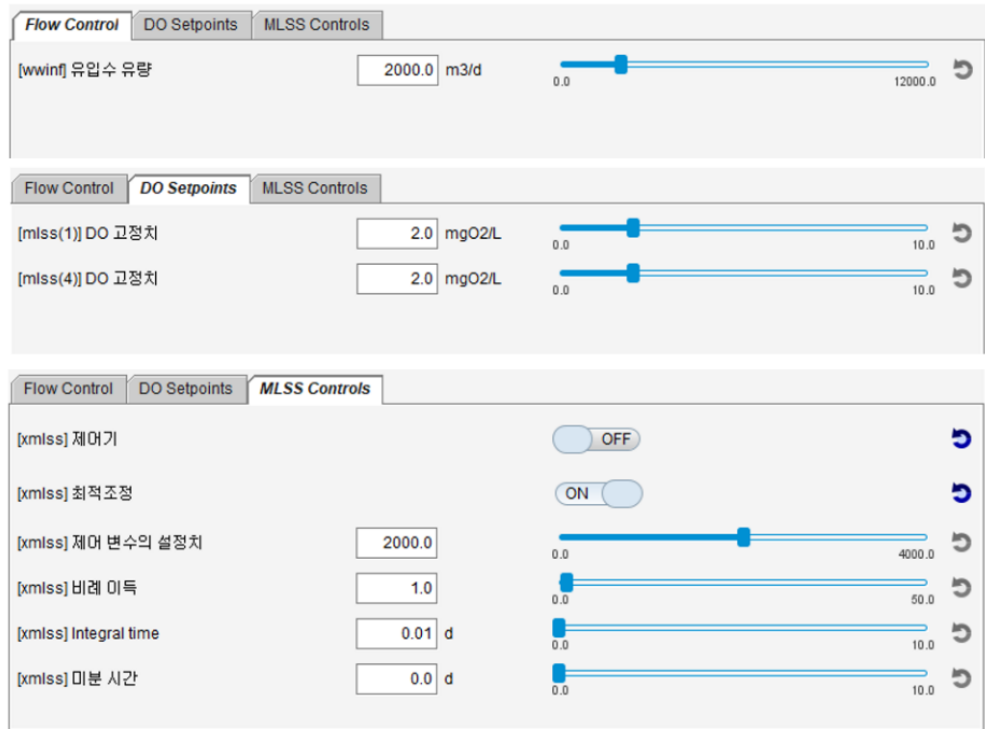 Flow Control DO Setpoints MLSS Controls
[wwinf] 유입수 유량 2000.0 m3/d 0.0 12000.0
Flow Control DO Setpoints MLSS Controls
[mlss(1)] DO 고정치 2.0 mgO2/L 0.0 10.0
[mlss(4)] DO 고정치 2.0 mgO2/L 0.0 10.0
Flow Control DO Setpoints MLSS Controls
[xmlss] 제어기 OFF
[xmlss] 최적조정 ON
[xmlss] 제어 변수의 설정치 2000.0 0.0 4000.0
[xmlss] 비례 이득 1.0 0.0 50.0
[xmlss] Integral time 0.01 d 0.0 10.0
[xmlss] 미분 시간 0.0 d 0.0 10.0